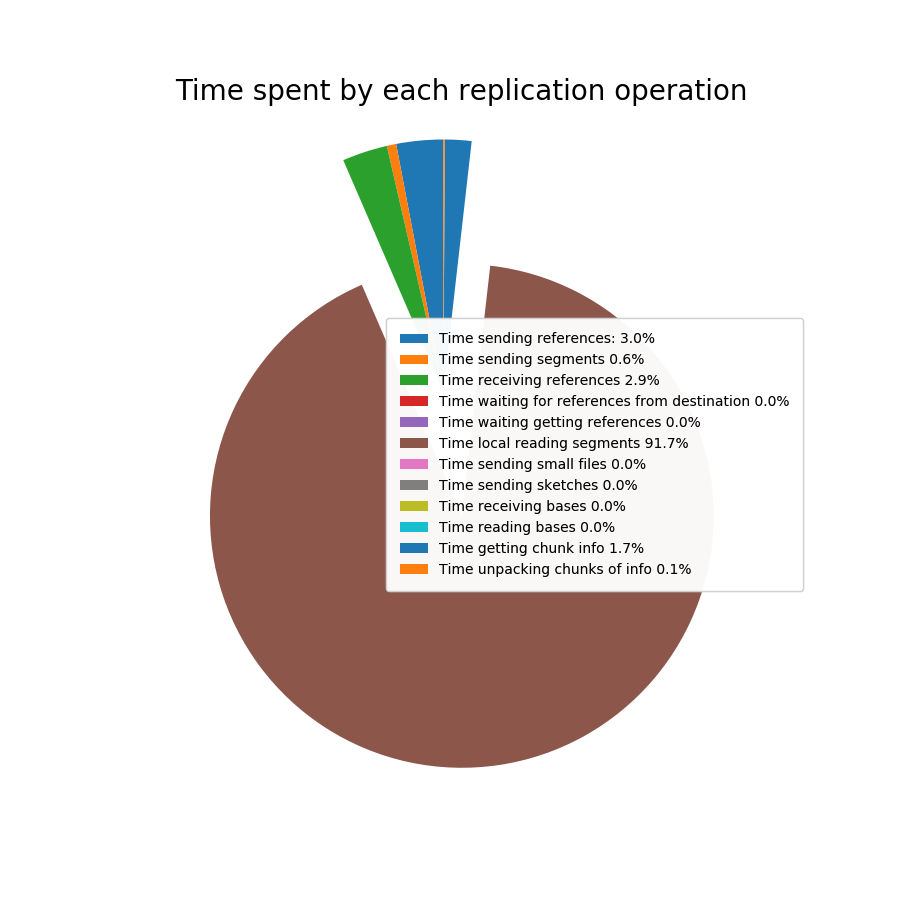 Time spent by each replication operation
Time sending references: 3.0%
Time sending segments 0.6%
Time receiving references 2.9%
Time waiting for references from destination 0.0%
Time waiting getting references 0.0%
Time local reading segments 91.7%
Time sending small files 0.0%
Time sending sketches 0.0%
Time receiving bases 0.0%
Time reading bases 0.0%
Time getting chunk info 1.7%
Time unpacking chunks of info 0.1%